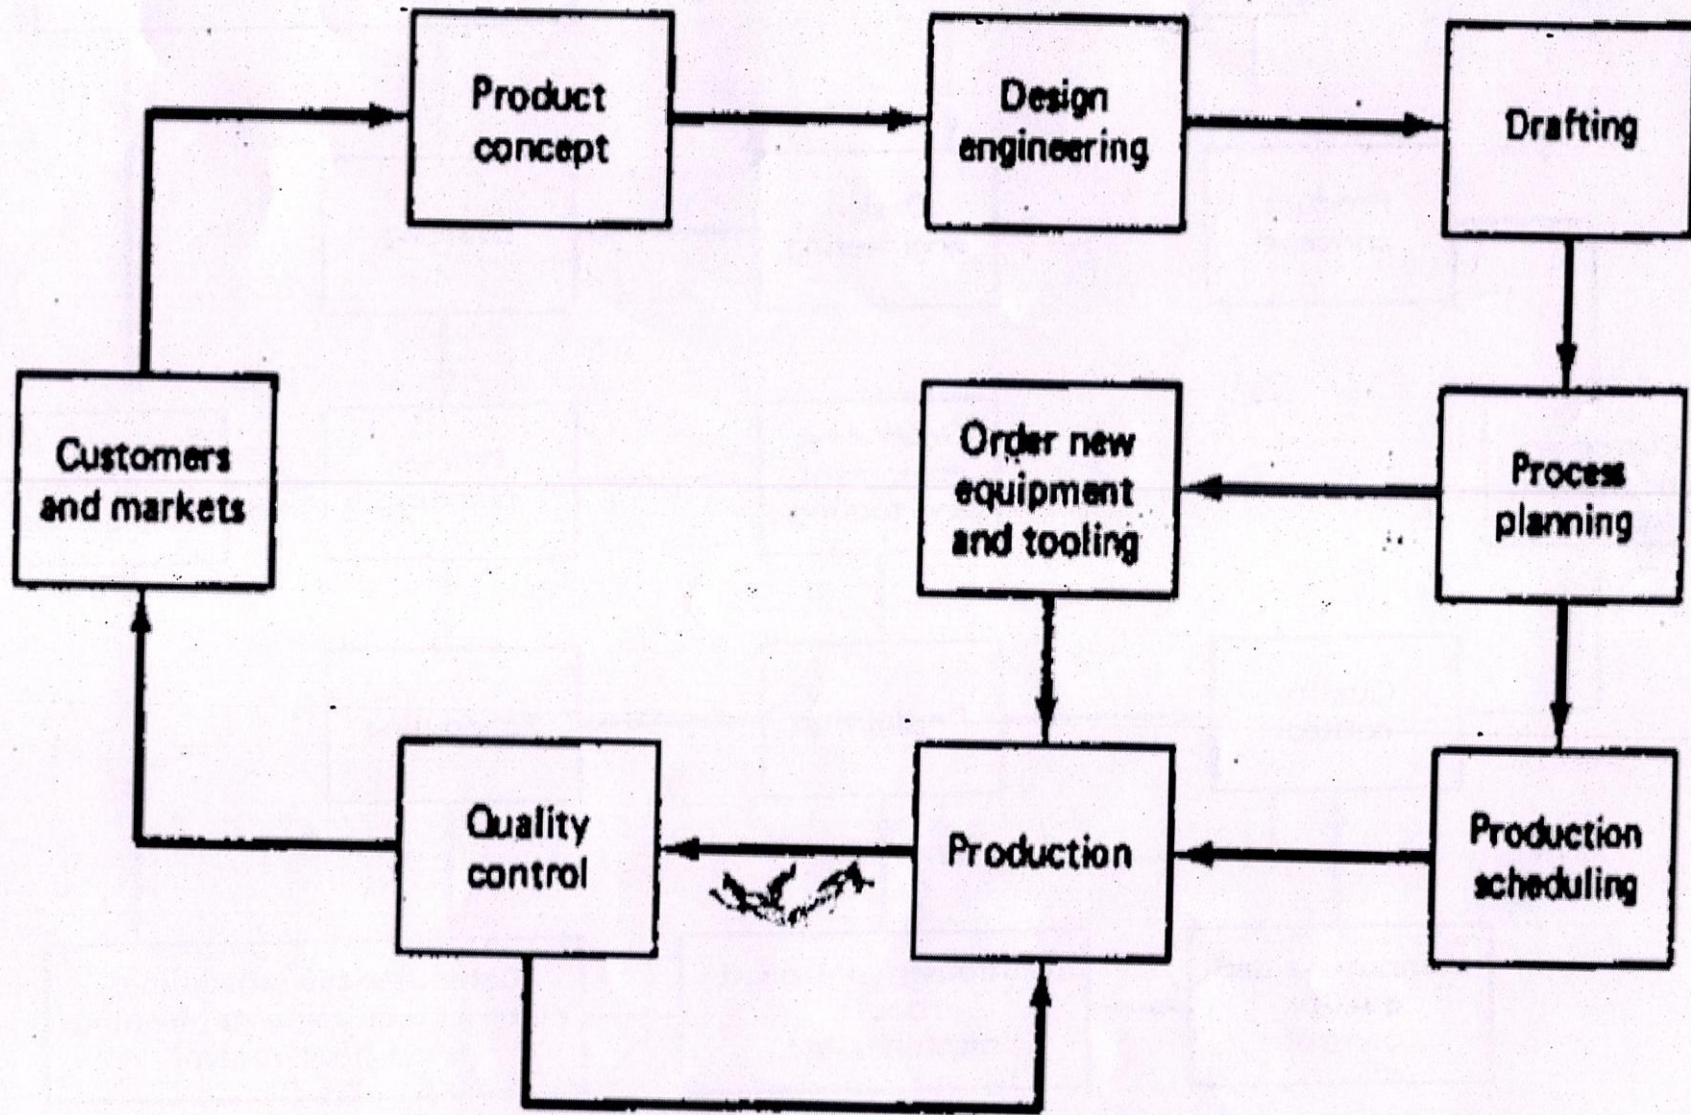 Product
concept
Design
engineering
Drafting
Customers
and markets
Order new
equipment
and tooling
Process
planning
Quality
control
Production
Production
scheduling